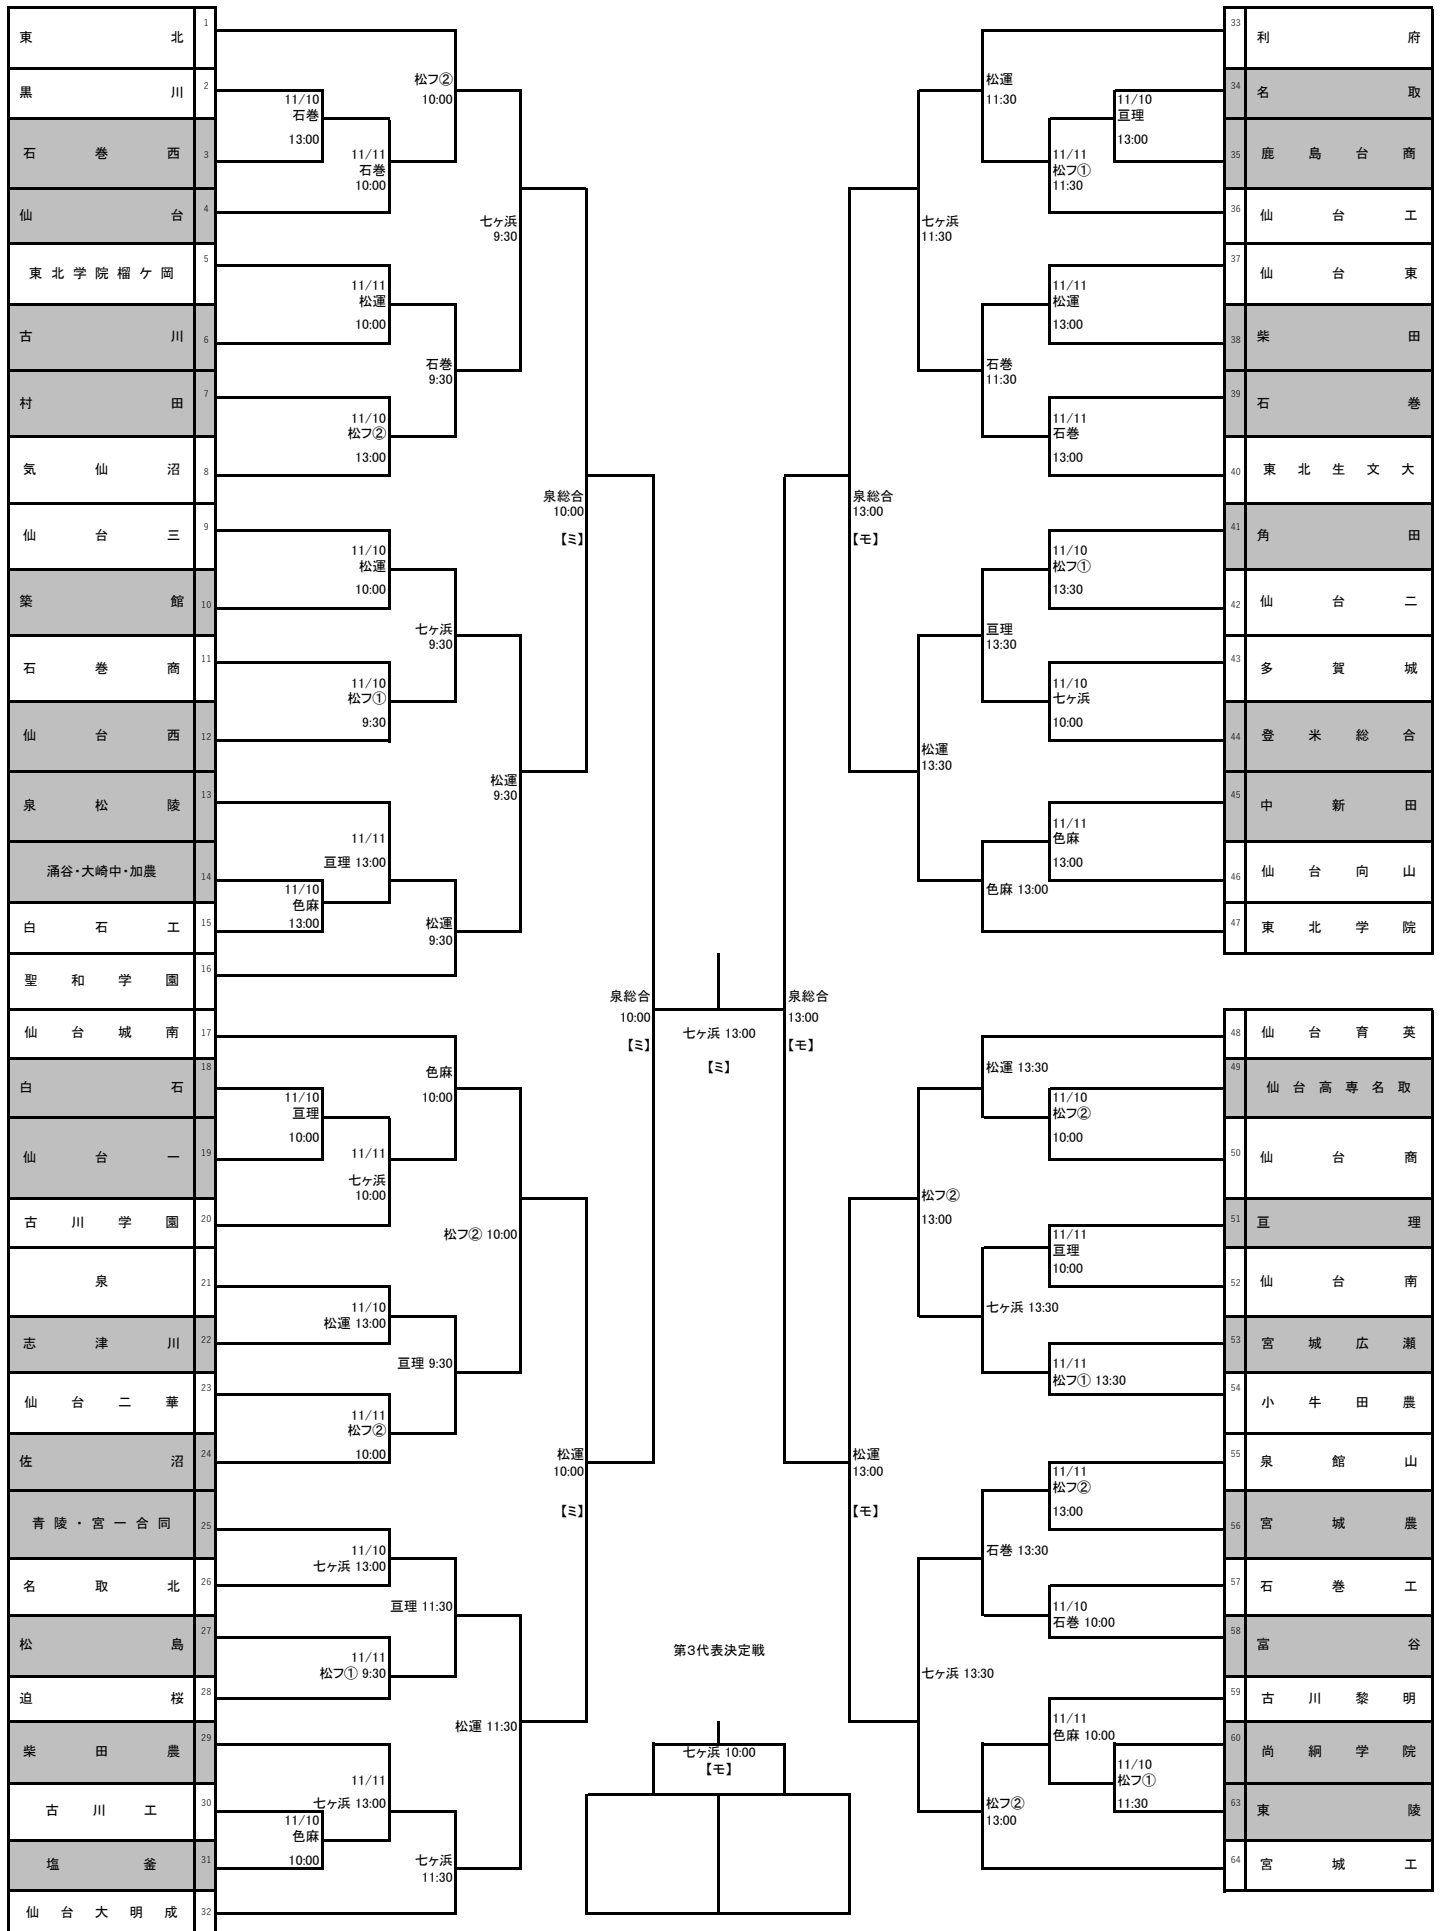 東北 1
黒川 2
石巻西 3
仙台 4
東北学院榴ケ岡 5
古川 6
村田 7
気仙沼 8
仙台三 9
築館 10
石巻商 11
仙台西 12
泉松陵 13
涌谷・大崎中・加農 14
白石工 15
聖和学園 16
仙台城南 17
白石 18
仙台一 19
古川学園 20
泉 21
志津川 22
仙台二華 23
佐沼 24
青陵・宮一合同 25
名取北 26
松島 27
迫桜 28
柴田農 29
古川工 30
塩釜 31
仙台大明成 32
11/10
石巻
13:00
11/11
石巻
10:00
松フ②
10:00
11/11
松運
10:00
11/10
松フ②
13:00
石巻
9:30
七ヶ浜
9:30
11/10
松運
10:00
11/10
松フ①
9:30
七ヶ浜
9:30
11/11
亘理 13:00
11/10
色麻
13:00
松運
9:30
松運
9:30
泉総合
10:00
【ミ】
11/10
亘理
10:00
11/11
七ヶ浜
10:00
色麻
10:00
11/10
松運 13:00
11/11
松フ②
10:00
亘理 9:30
松フ② 10:00
11/10
七ヶ浜 13:00
11/11
松フ① 9:30
亘理 11:30
11/11
七ヶ浜 13:00
11/10
色麻
10:00
七ヶ浜
11:30
松運 11:30
松運
10:00
【ミ】
泉総合
10:00
【ミ】
七ヶ浜 13:00
【ミ】
泉総合
13:00
【モ】
第3代表決定戦
七ヶ浜 10:00
【モ】
松運
11:30
11/10
亘理
13:00
11/11
松フ①
11:30
七ヶ浜
11:30
11/11
松運
13:00
石巻
11:30
11/11
石巻
13:00
泉総合
13:00
【モ】
11/10
松フ①
13:30
亘理
13:30
11/10
七ヶ浜
10:00
松運
13:30
11/11
色麻
13:00
色麻 13:00
松運 13:30
11/10
松フ②
10:00
松フ②
13:00
11/11
亘理
10:00
七ヶ浜 13:30
11/11
松フ① 13:30
松運
13:00
【モ】
11/11
松フ②
13:00
石巻 13:30
11/10
石巻 10:00
七ヶ浜 13:30
11/11
色麻 10:00
11/10
松フ①
11:30
松フ②
13:00
33 利府
34 名取
35 鹿島台商
36 仙台工
37 仙台東
38 柴田
39 石巻
40 東北生文大
41 角田
42 仙台二
43 多賀城
44 登米総合
45 中新田
46 仙台向山
47 東北学院
48 仙台育英
49 仙台高専名取
50 仙台商
51 亘理
52 仙台南
53 宮城広瀬
54 小牛田農
55 泉館山
56 宮城農
57 石巻工
58 富谷
59 古川黎明
60 尚絅学院
63 東陵
64 宮城工